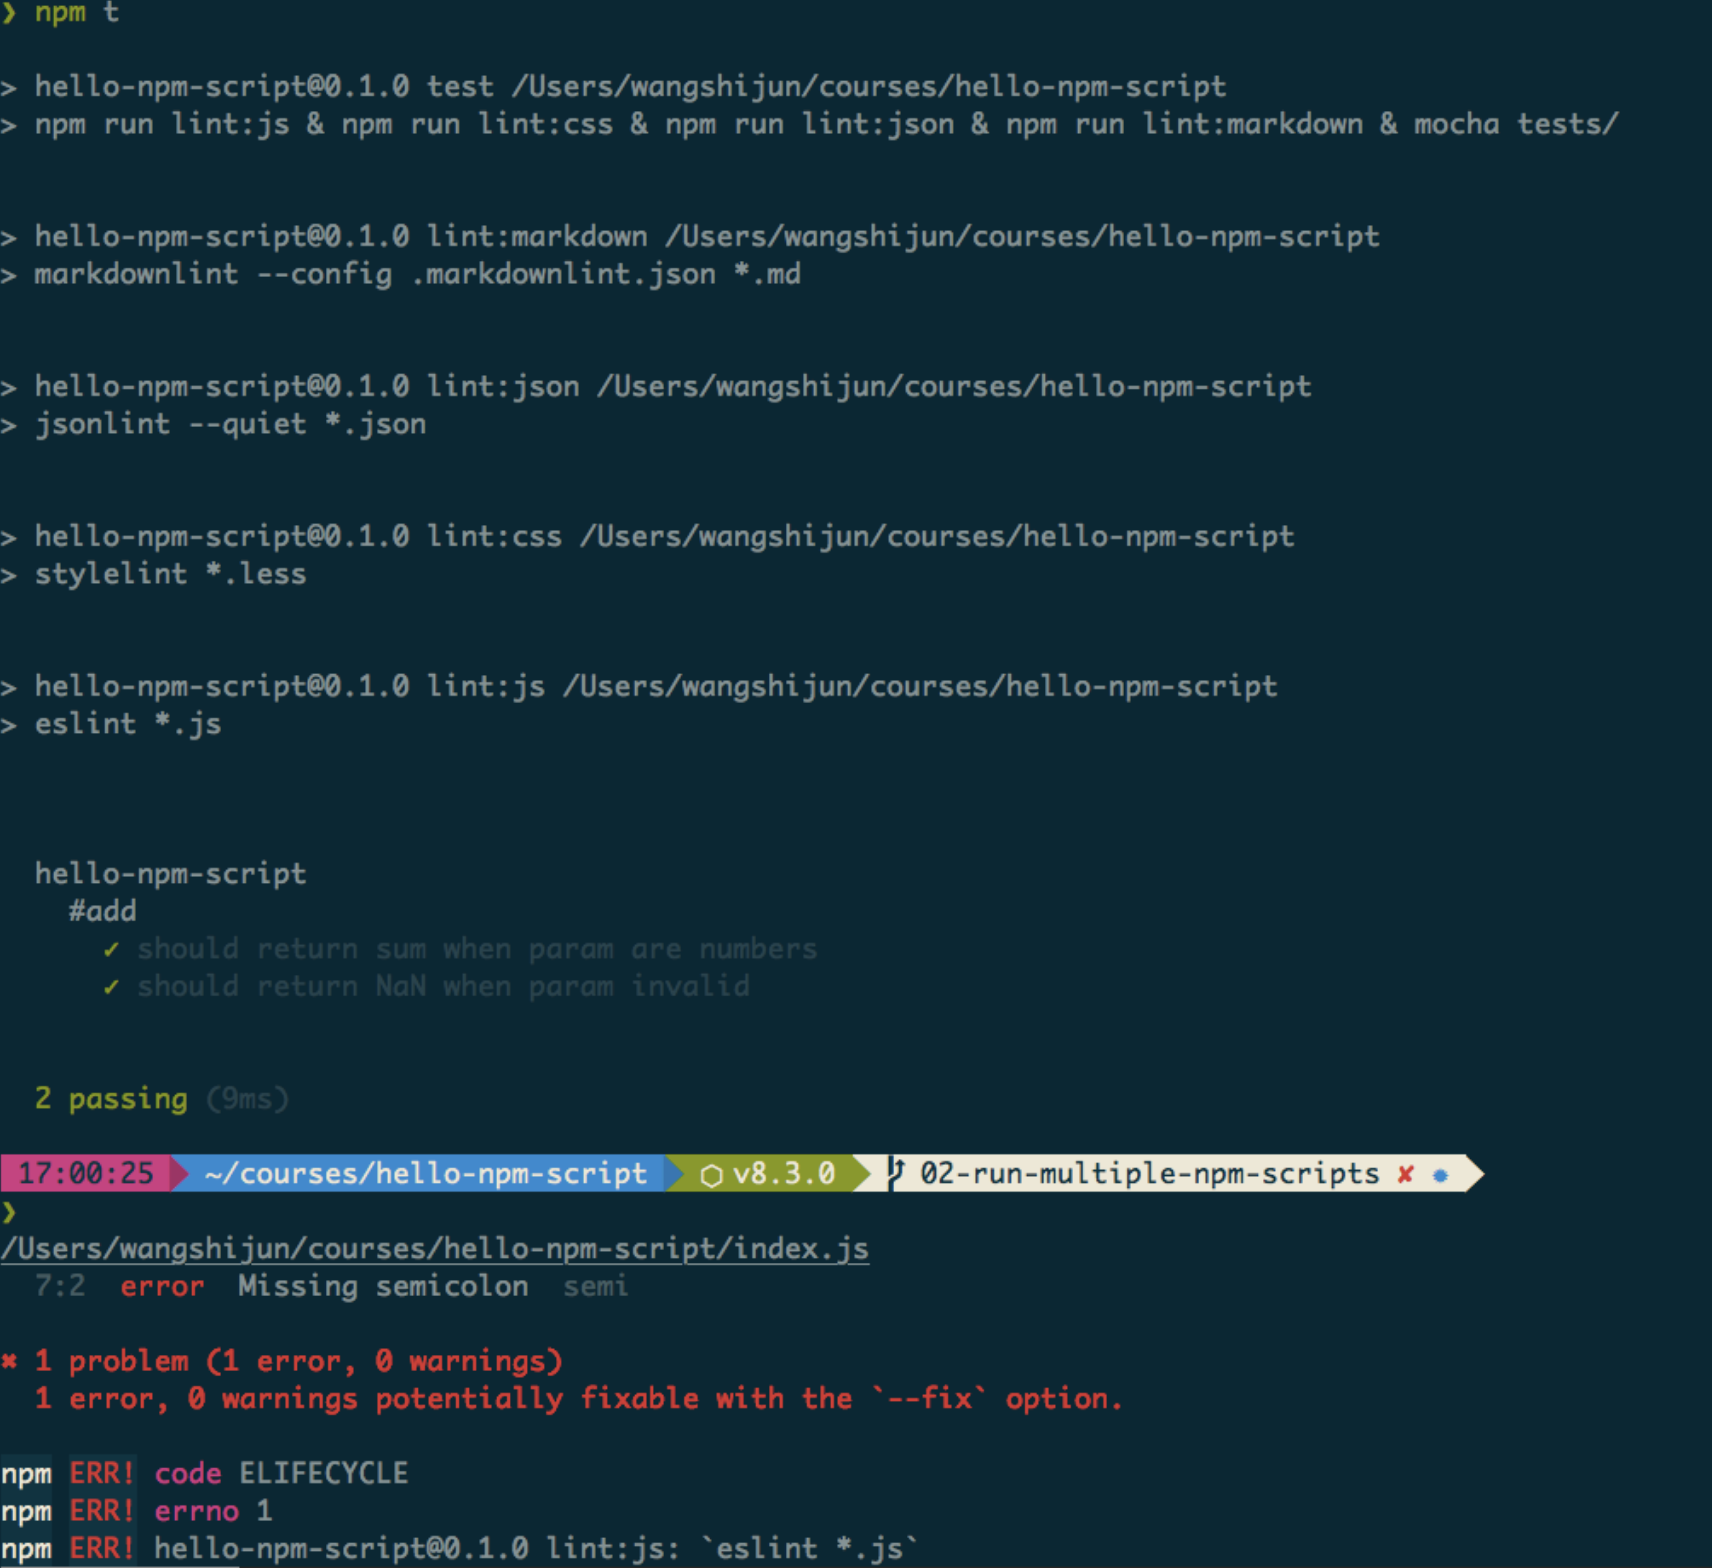 ❯ npm t
> hello-npm-script@0.1.0 test /Users/wangshijun/courses/hello-npm-script
> npm run lint:js & npm run lint:css & npm run lint:json & npm run lint:markdown & mocha tests/
> hello-npm-script@0.1.0 lint:markdown /Users/wangshijun/courses/hello-npm-script
> markdownlint --config .markdownlint.json *.md
> hello-npm-script@0.1.0 lint:json /Users/wangshijun/courses/hello-npm-script
> jsonlint --quiet *.json
> hello-npm-script@0.1.0 lint:css /Users/wangshijun/courses/hello-npm-script
> stylelint *.less
> hello-npm-script@0.1.0 lint:js /Users/wangshijun/courses/hello-npm-script
> eslint *.js
hello-npm-script
#add
✓ should return sum when param are numbers
✓ should return NaN when param invalid
2 passing (9ms)
17:00:25 ~/courses/hello-npm-script ⬡ v8.3.0 02-run-multiple-npm-scripts ✘
❯
/Users/wangshijun/courses/hello-npm-script/index.js
7:2 error Missing semicolon semi
✖ 1 problem (1 error, 0 warnings)
1 error, 0 warnings potentially fixable with the `--fix` option.
npm ERR! code ELIFECYCLE
npm ERR! errno 1
npm ERR! hello-npm-script@0.1.0 lint:js: `eslint *.js`